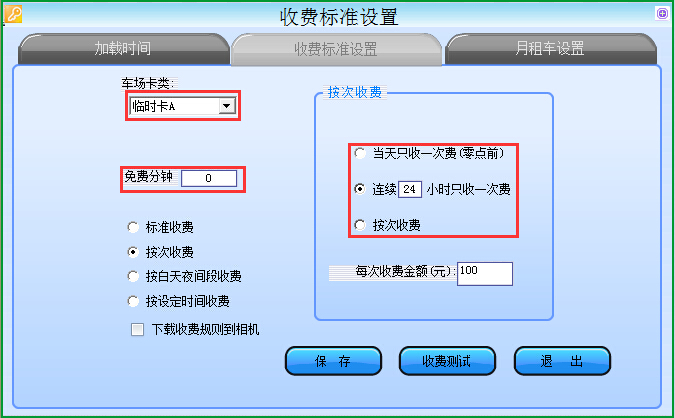 收费标准设置
加载时间
收费标准设置
月租车设置
车场卡类:
临时卡A
免费分钟 0
标准收费
按次收费
按白天夜间段收费
按设定时间收费
下载收费规则到相机
按次收费
当天只收一次费(零点前)
连续 24 小时只收一次费
按次收费
每次收费金额(元): 100
保 存
收费测试
退 出